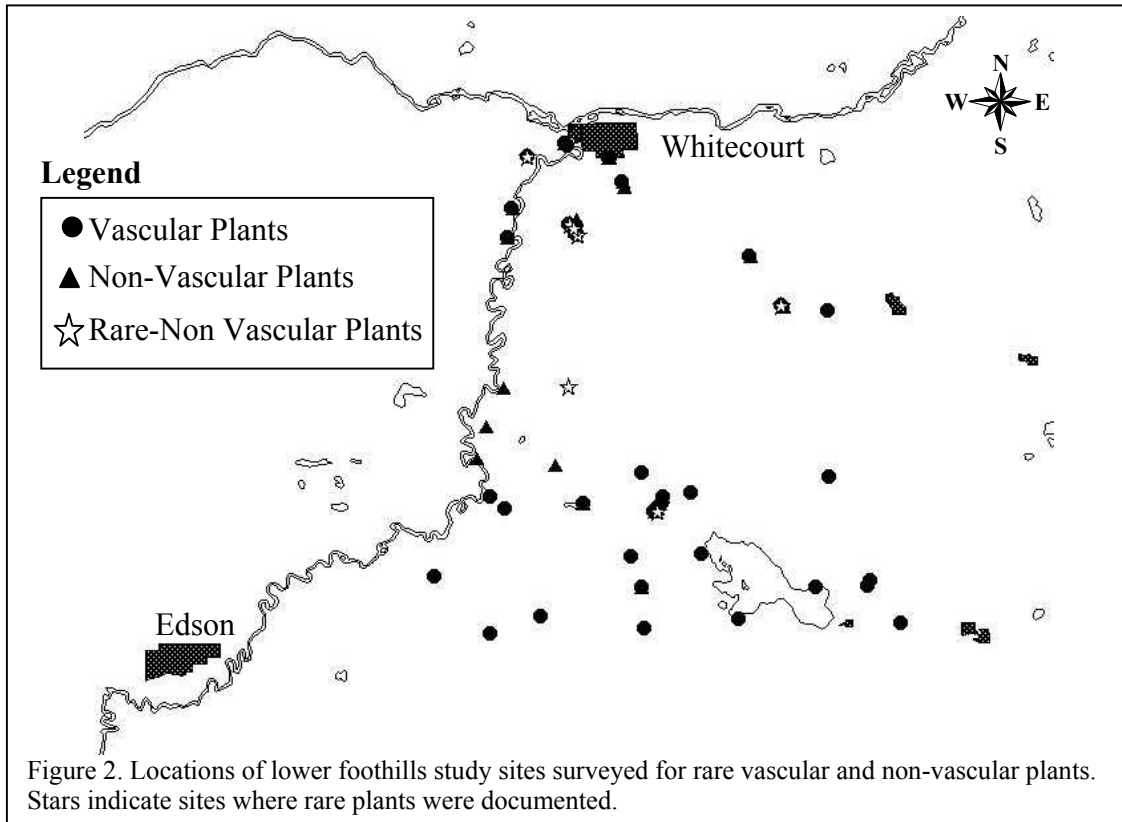 N
W E
S
Whitecourt
Legend
Vascular Plants
Non-Vascular Plants
Rare-Non Vascular Plants
Edson
Figure 2. Locations of lower foothills study sites surveyed for rare vascular and non-vascular plants.
Stars indicate sites where rare plants were documented.